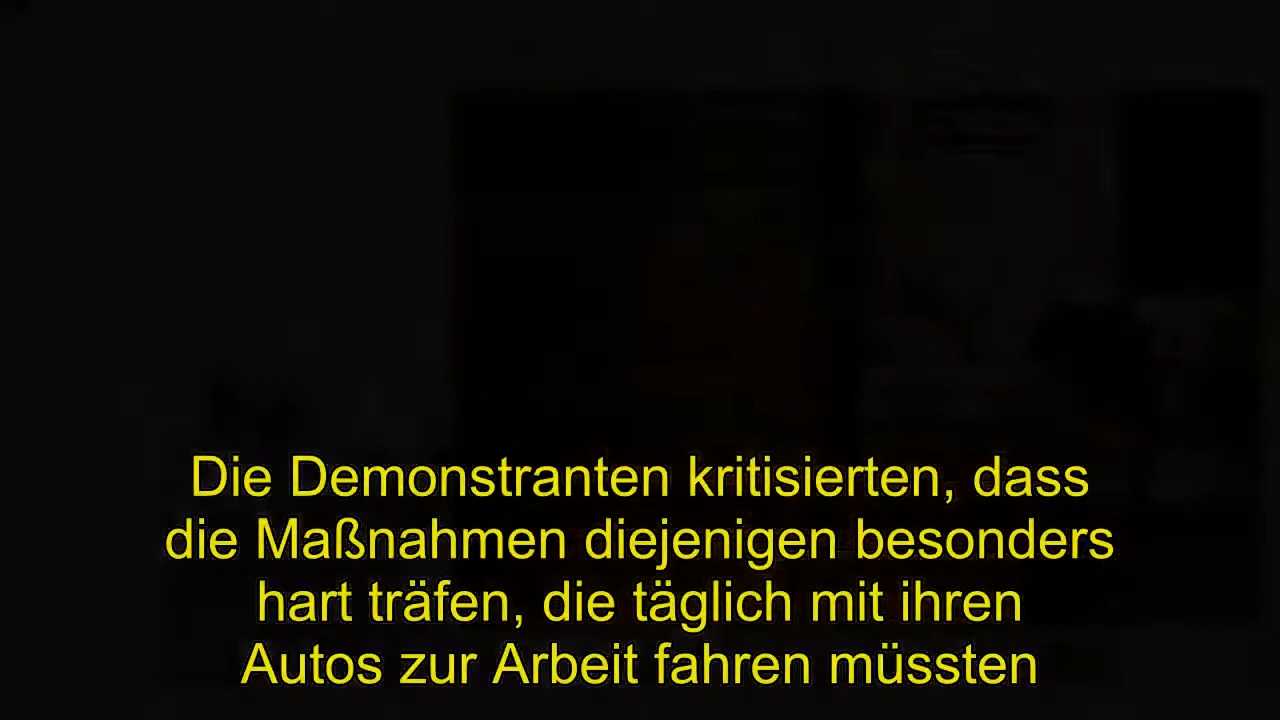 Die Demonstranten kritisierten, dass
die Maßnahmen diejenigen besonders
hart träfen, die täglich mit ihren
Autos zur Arbeit fahren müssten